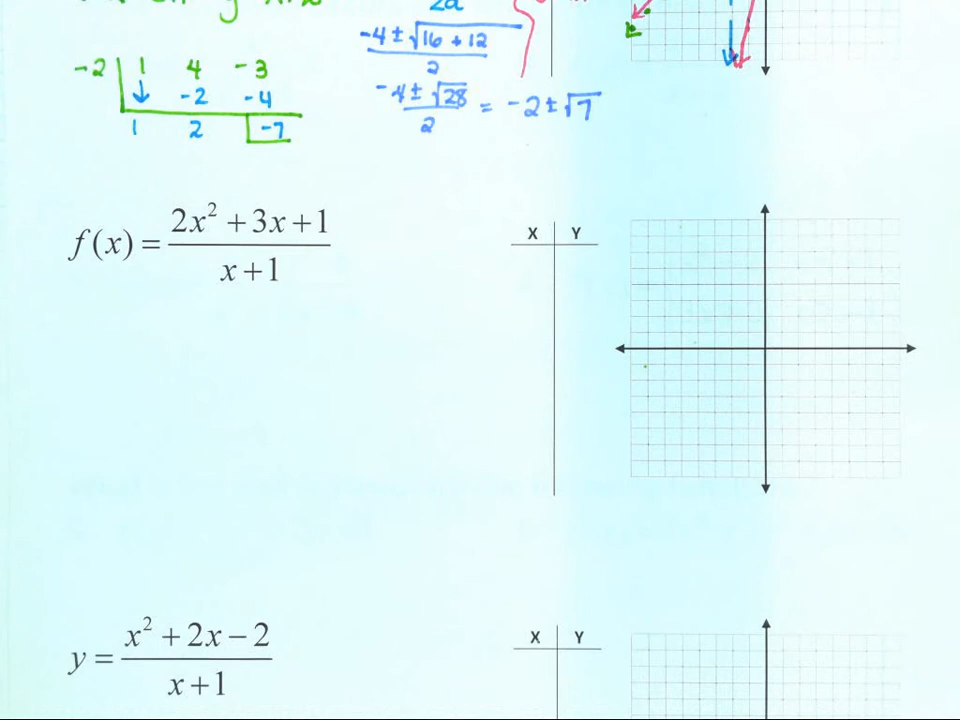 2a
-4 ± √16 + 12
2
-4 ± √28 / 2 = -2 ± √7
-2 | 1 4 -3
↓ -2 -4
1 2 -7
f(x) = (2x² + 3x + 1) / (x + 1)
X Y
y = (x² + 2x − 2) / (x + 1)
X Y